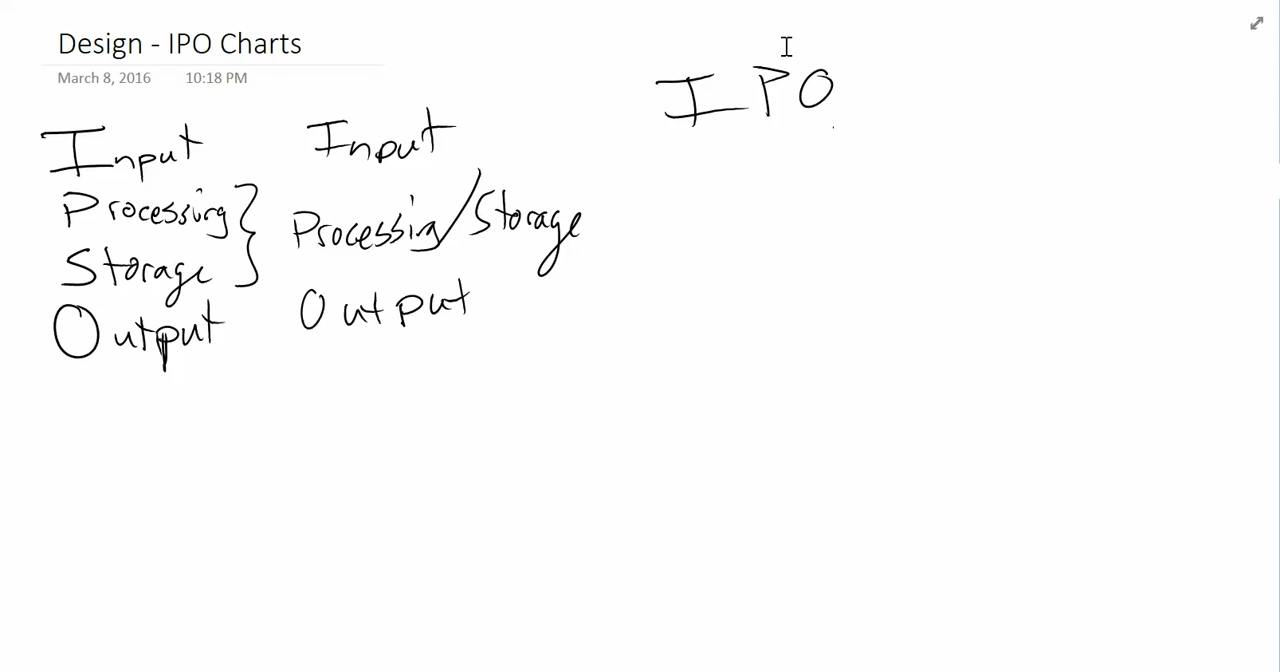 Design - IPO Charts
March 8, 2016 10:18 PM
Input
Processing
Storage
Output
Input
Processing/Storage
Output
IPO